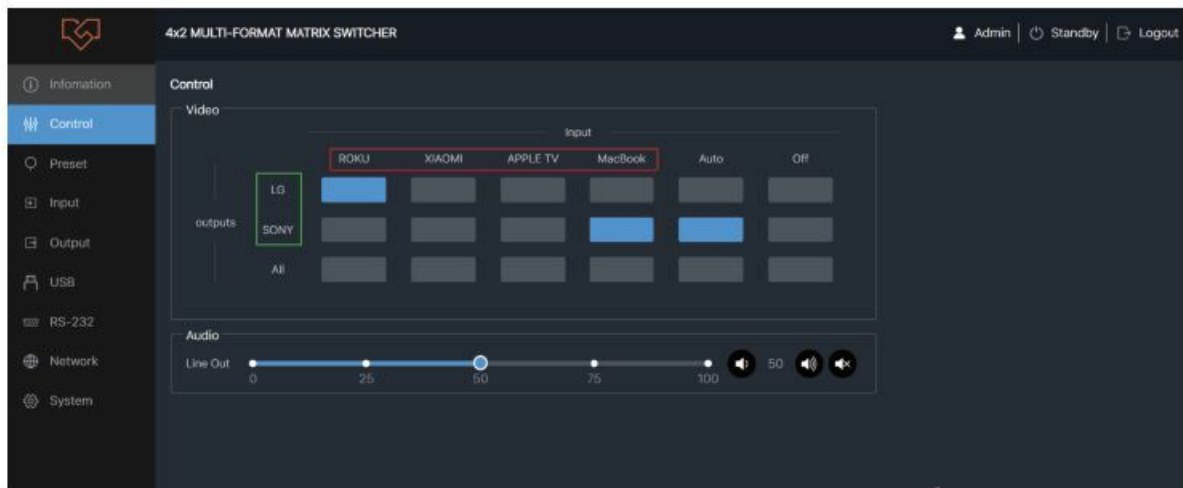 4x2 MULTI-FORMAT MATRIX SWITCHER
Admin | Standby | Logout
Infomation
Control
Preset
Input
Output
USB
RS-232
Network
System
Control
Video
Input
ROKU XIAOMI APPLE TV MacBook Auto Off
LG
outputs
SONY
All
Audio
Line Out
0 25 50 75 100
50